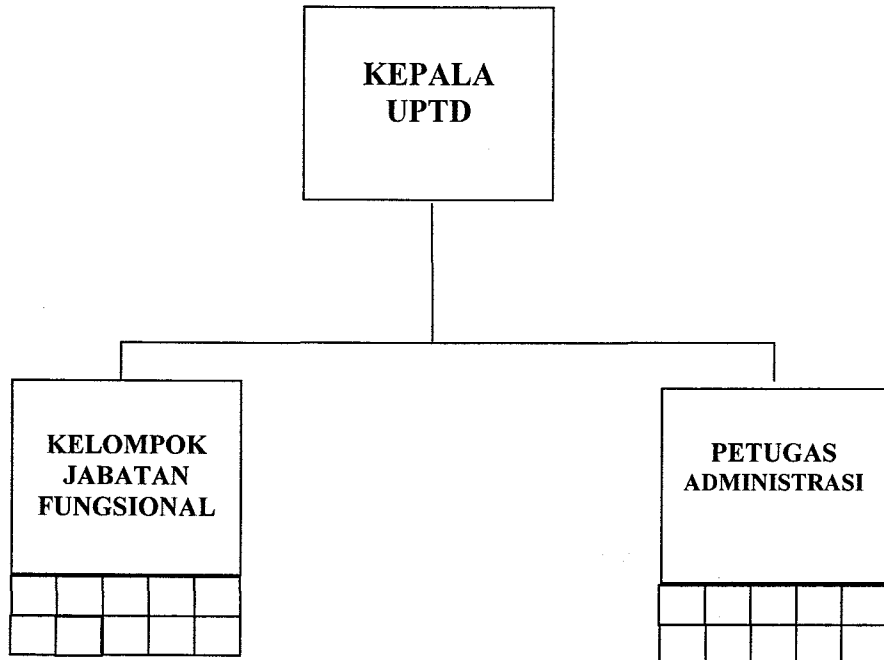 KEPALA
UPTD
KELOMPOK
JABATAN
FUNGSIONAL
PETUGAS
ADMINISTRASI